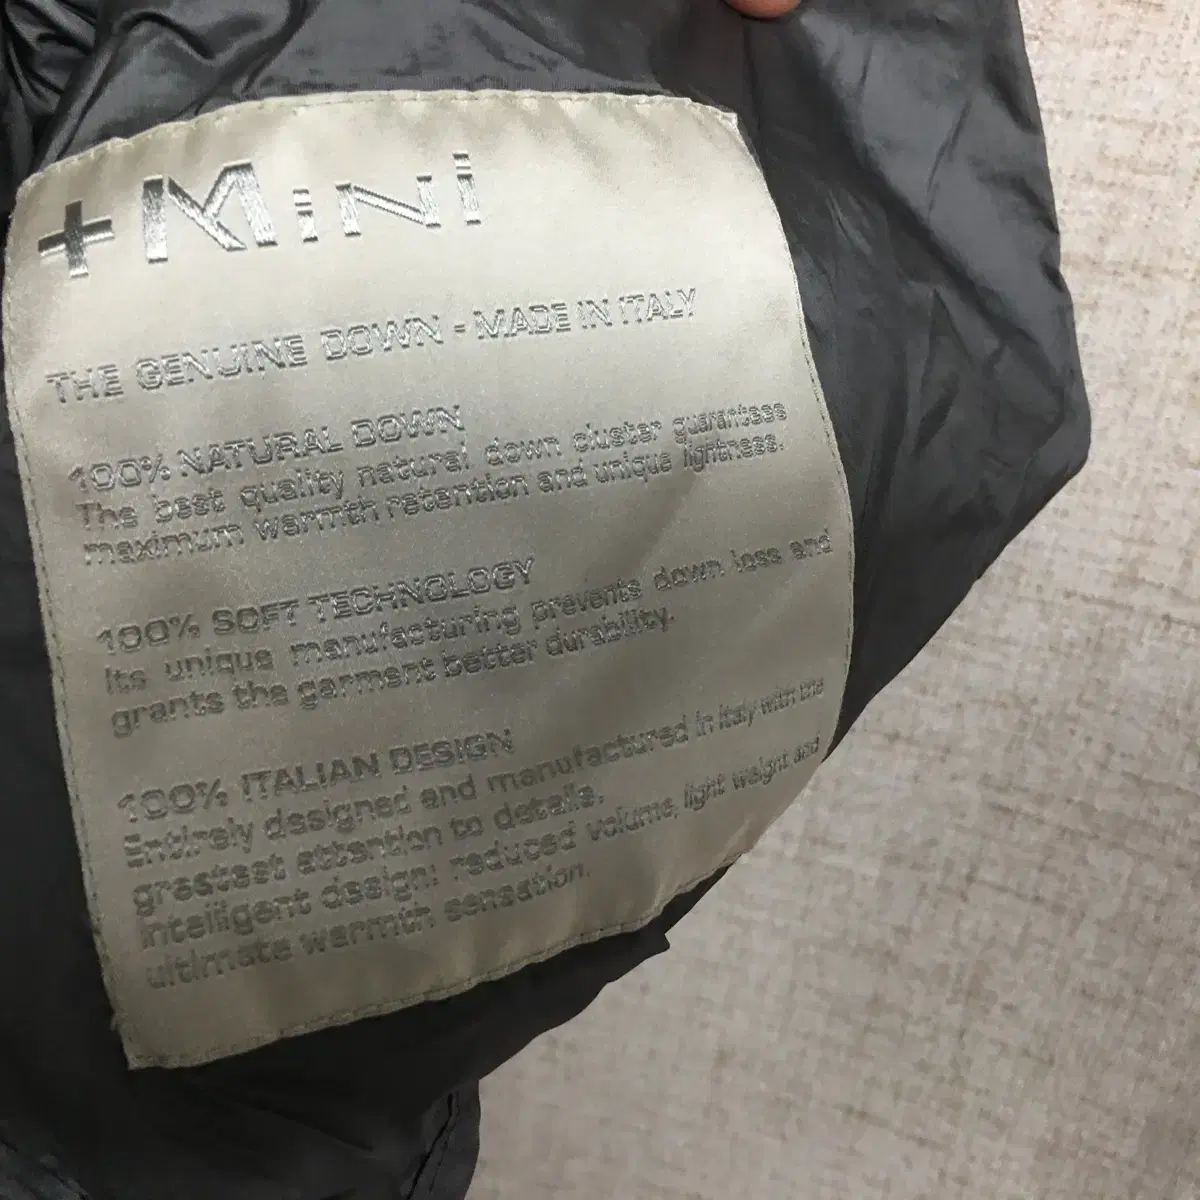 +MiNi
THE GENUINE DOWN - MADE IN ITALY
100% NATURAL DOWN
The best quality natural down cluster guarantees
maximum warmth retention and unique lightness.
100% SOFT TECHNOLOGY
Its unique manufacturing prevents down loss and
grants the garment better durability.
100% ITALIAN DESIGN
Entirely designed and manufactured in Italy with the
greatest attention to details.
Intelligent design: reduced volume, light weight and
ultimate warmth sensation.